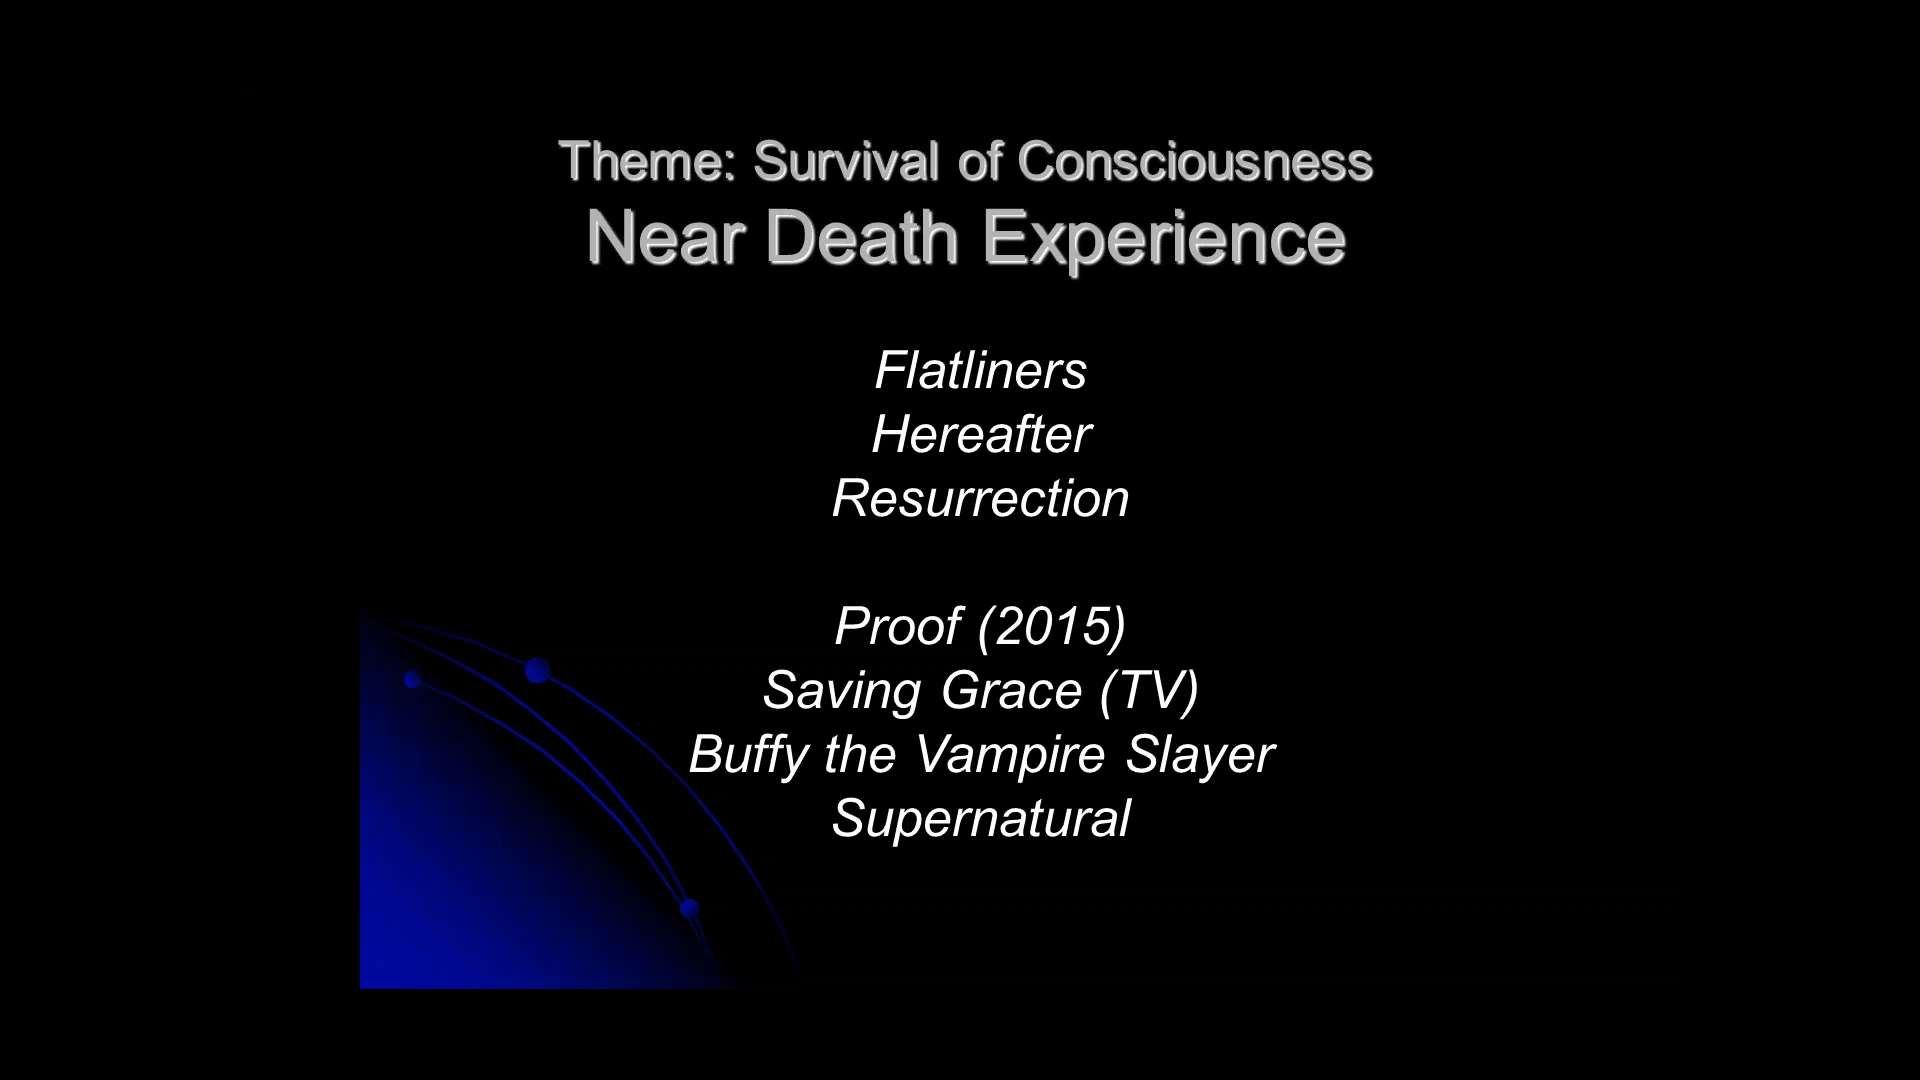 Theme: Survival of Consciousness
Near Death Experience
Flatliners
Hereafter
Resurrection
Proof (2015)
Saving Grace (TV)
Buffy the Vampire Slayer
Supernatural